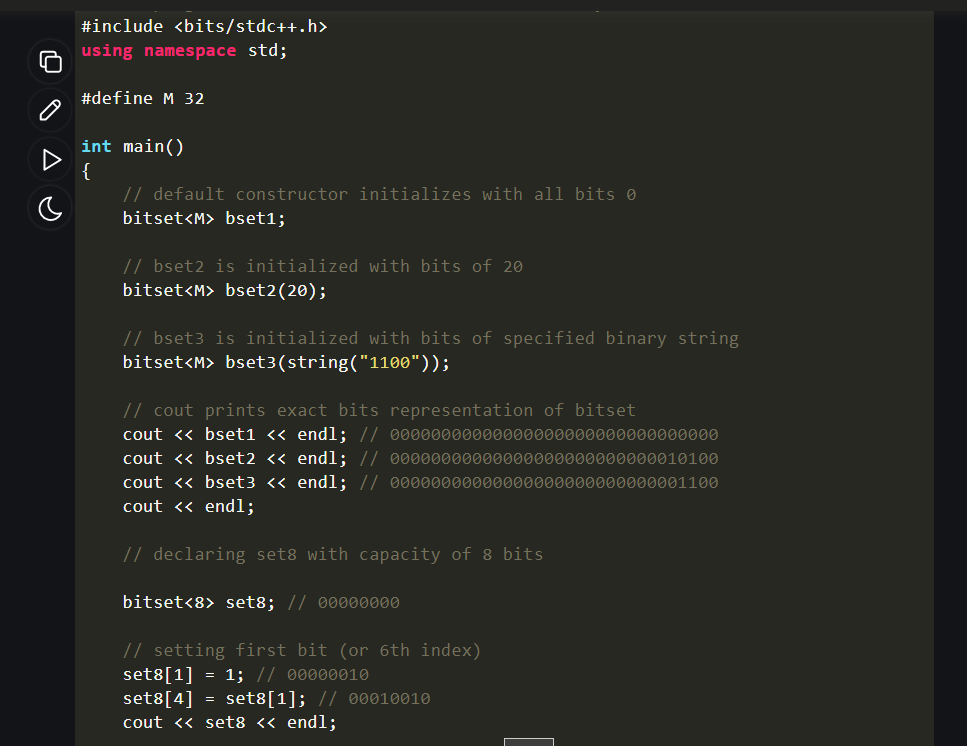 #include <bits/stdc++.h>
using namespace std;
#define M 32
int main()
{
// default constructor initializes with all bits 0
bitset<M> bset1;
// bset2 is initialized with bits of 20
bitset<M> bset2(20);
// bset3 is initialized with bits of specified binary string
bitset<M> bset3(string("1100"));
// cout prints exact bits representation of bitset
cout << bset1 << endl; // 00000000000000000000000000000000
cout << bset2 << endl; // 00000000000000000000000000010100
cout << bset3 << endl; // 00000000000000000000000000001100
cout << endl;
// declaring set8 with capacity of 8 bits
bitset<8> set8; // 00000000
// setting first bit (or 6th index)
set8[1] = 1; // 00000010
set8[4] = set8[1]; // 00010010
cout << set8 << endl;